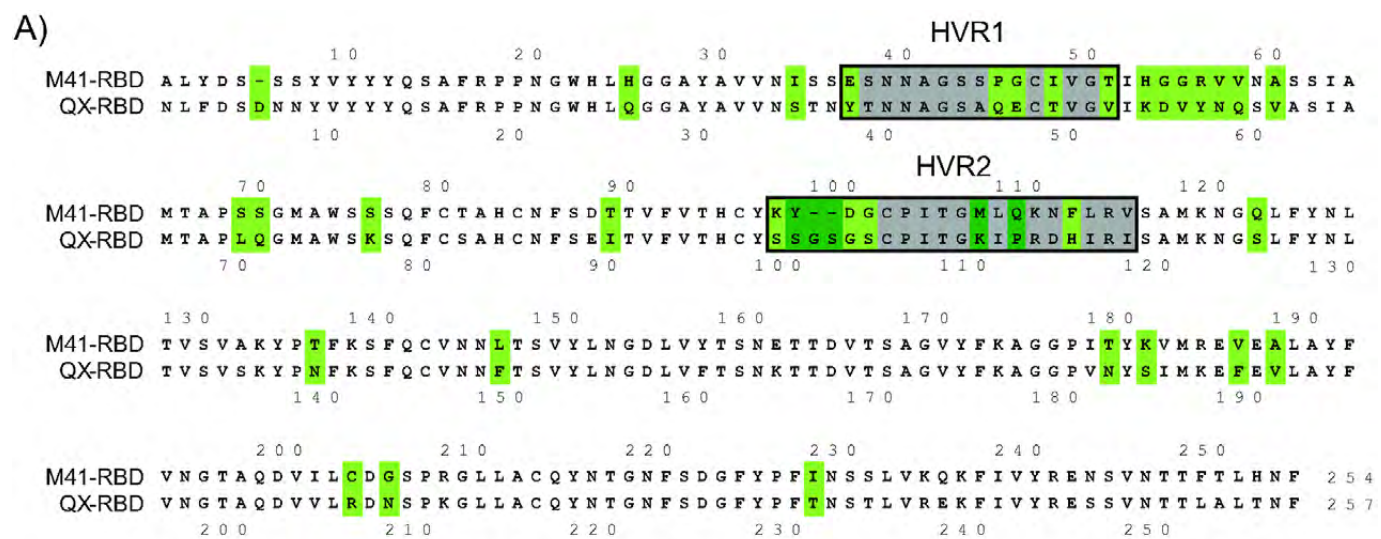 A)
HVR1
10 20 30 40 50 60
M41-RBD ALYDS-SSYVYYYQSAFRPPNGWHLHGGAYAVVNISSESNNAGSSPGCIVGTIHGGRVVNASSIA
QX-RBD NLFDSDNNYVYYYQSAFRPPNGWHLQGGAYAVVNSTNYTNNAGSAQECTVGVIKDVYNQSVASIA
10 20 30 40 50 60
HVR2
70 80 90 100 110 120
M41-RBD MTAPSSGMAWSSSQFCTAHCNFSDTTVFVTHCYKY--DGCPITGMLQKNFLRVSAMKNGQLFYNL
QX-RBD MTAPLQGMAWSKSQFCSAHCNFSEITVFVTHCYSSGSGSCPITGKIPRDHIRISAMKNGSLFYNL
70 80 90 100 110 120 130
130 140 150 160 170 180 190
M41-RBD TVSVAKYPTFKSFQCVNNLTSVYLNGDLVYTSNETTDVTSAGVYFKAGGPITYKVMREVEALAYF
QX-RBD TVSVSKYPNFKSFQCVNNFTSVYLNGDLVFTSNKTTDVTSAGVYFKAGGPVNYSIMKEFEVLAYF
140 150 160 170 180 190
200 210 220 230 240 250
M41-RBD VNGTAQDVILCDGSPRGLLACQYNTGNFSDGFYPFINSSLVKQKFIVYRENSVNTTFTLHNF 254
QX-RBD VNGTAQDVVLRDNSPKGLLACQYNTGNFSDGFYPFTNSTLVREKFIVYRESSVNTTLALTNF 257
200 210 220 230 240 250